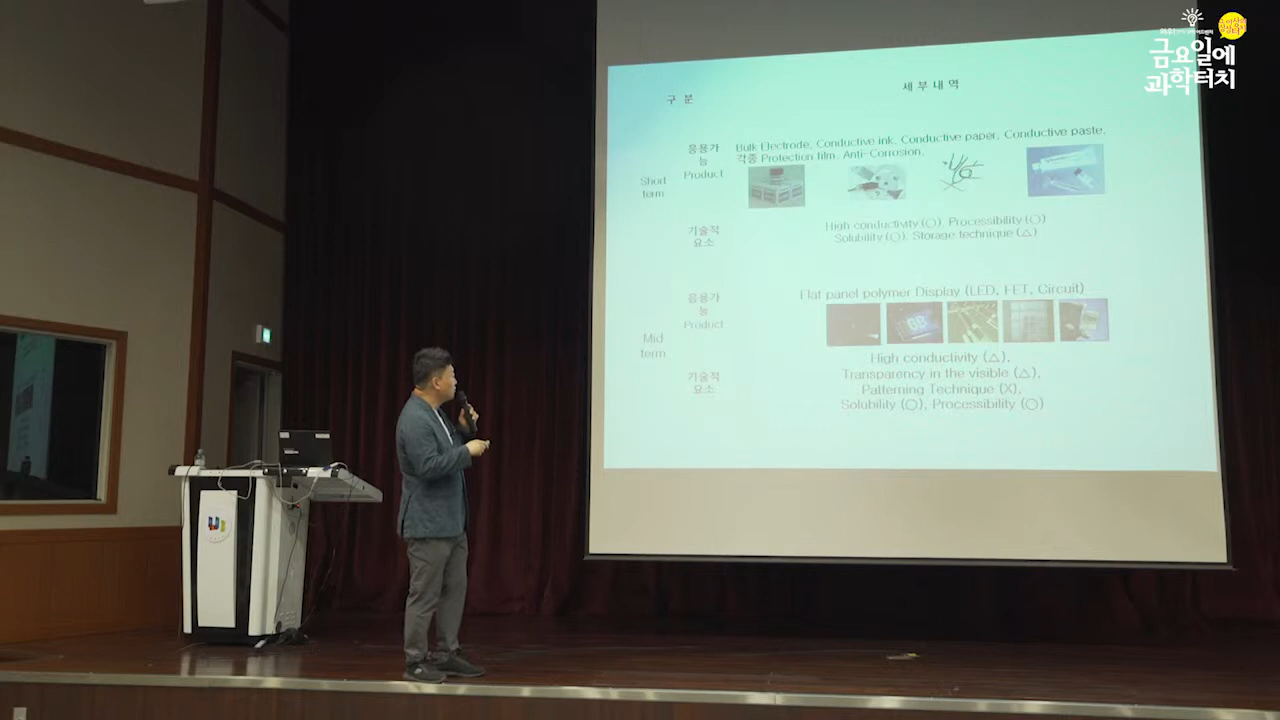 금요일에
과학터치
구 분
세 부 내 역
Short
term
응용가
능
Product
Bulk Electrode, Conductive ink, Conductive paper, Conductive paste,
각종 Protection film, Anti-Corrosion,
기술적
요소
High conductivity (○), Processibility (○)
Solubility (○), Storage technique (△)
Mid
term
응용가
능
Product
Flat panel polymer Display (LED, FET, Circuit)
기술적
요소
High conductivity (△),
Transparency in the visible (△),
Patterning Technique (X),
Solubility (○), Processibility (○)